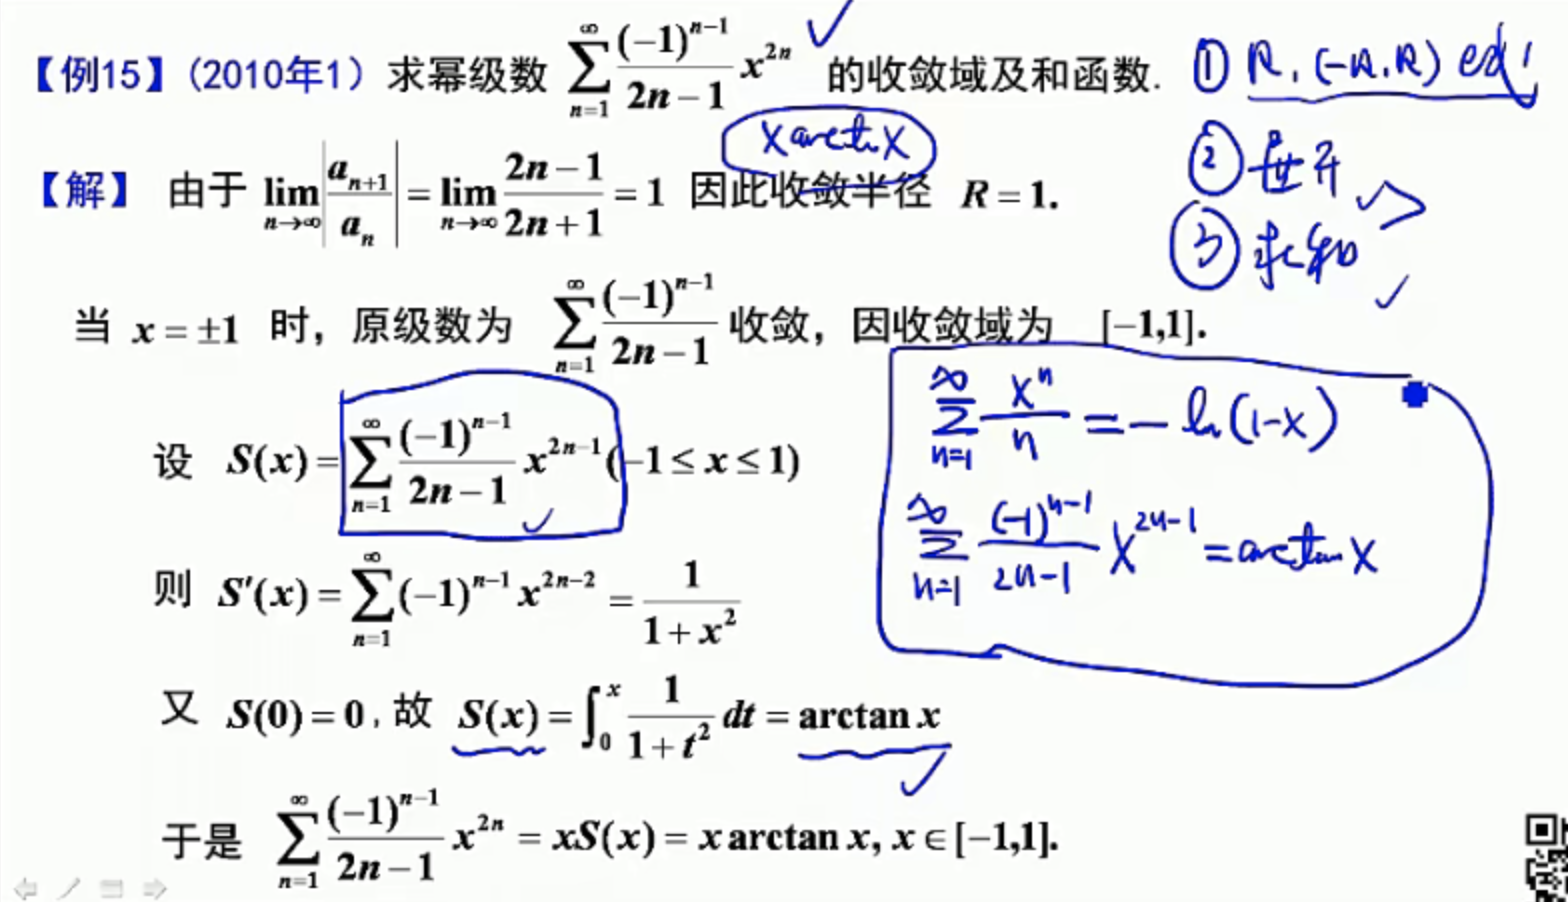 【例15】(2010年1) 求幂级数 $\sum_{n=1}^{\infty}\frac{(-1)^{n-1}}{2n-1}x^{2n}$ 的收敛域及和函数.
① R, (-R,R)
x arctan x
②
【解】 由于 $\lim_{n\to\infty}\left|\frac{a_{n+1}}{a_n}\right|=\lim_{n\to\infty}\frac{2n-1}{2n+1}=1$ 因此收敛半径 R=1.
③ 求和
当 x=±1 时, 原级数为 $\sum_{n=1}^{\infty}\frac{(-1)^{n-1}}{2n-1}$ 收敛, 因收敛域为 [-1,1].
$\sum_{n=1}^{\infty}\frac{x^n}{n}=-\ln(1-x)$
设 $S(x)=\sum_{n=1}^{\infty}\frac{(-1)^{n-1}}{2n-1}x^{2n-1}(-1\le x\le 1)$
$\sum_{n=1}^{\infty}\frac{(-1)^{n-1}}{2n-1}x^{2n-1}=\arctan x$
则 $S'(x)=\sum_{n=1}^{\infty}(-1)^{n-1}x^{2n-2}=\frac{1}{1+x^2}$
又 S(0)=0, 故 $S(x)=\int_0^x\frac{1}{1+t^2}dt=\arctan x$
于是 $\sum_{n=1}^{\infty}\frac{(-1)^{n-1}}{2n-1}x^{2n}=xS(x)=x\arctan x, x\in[-1,1].$